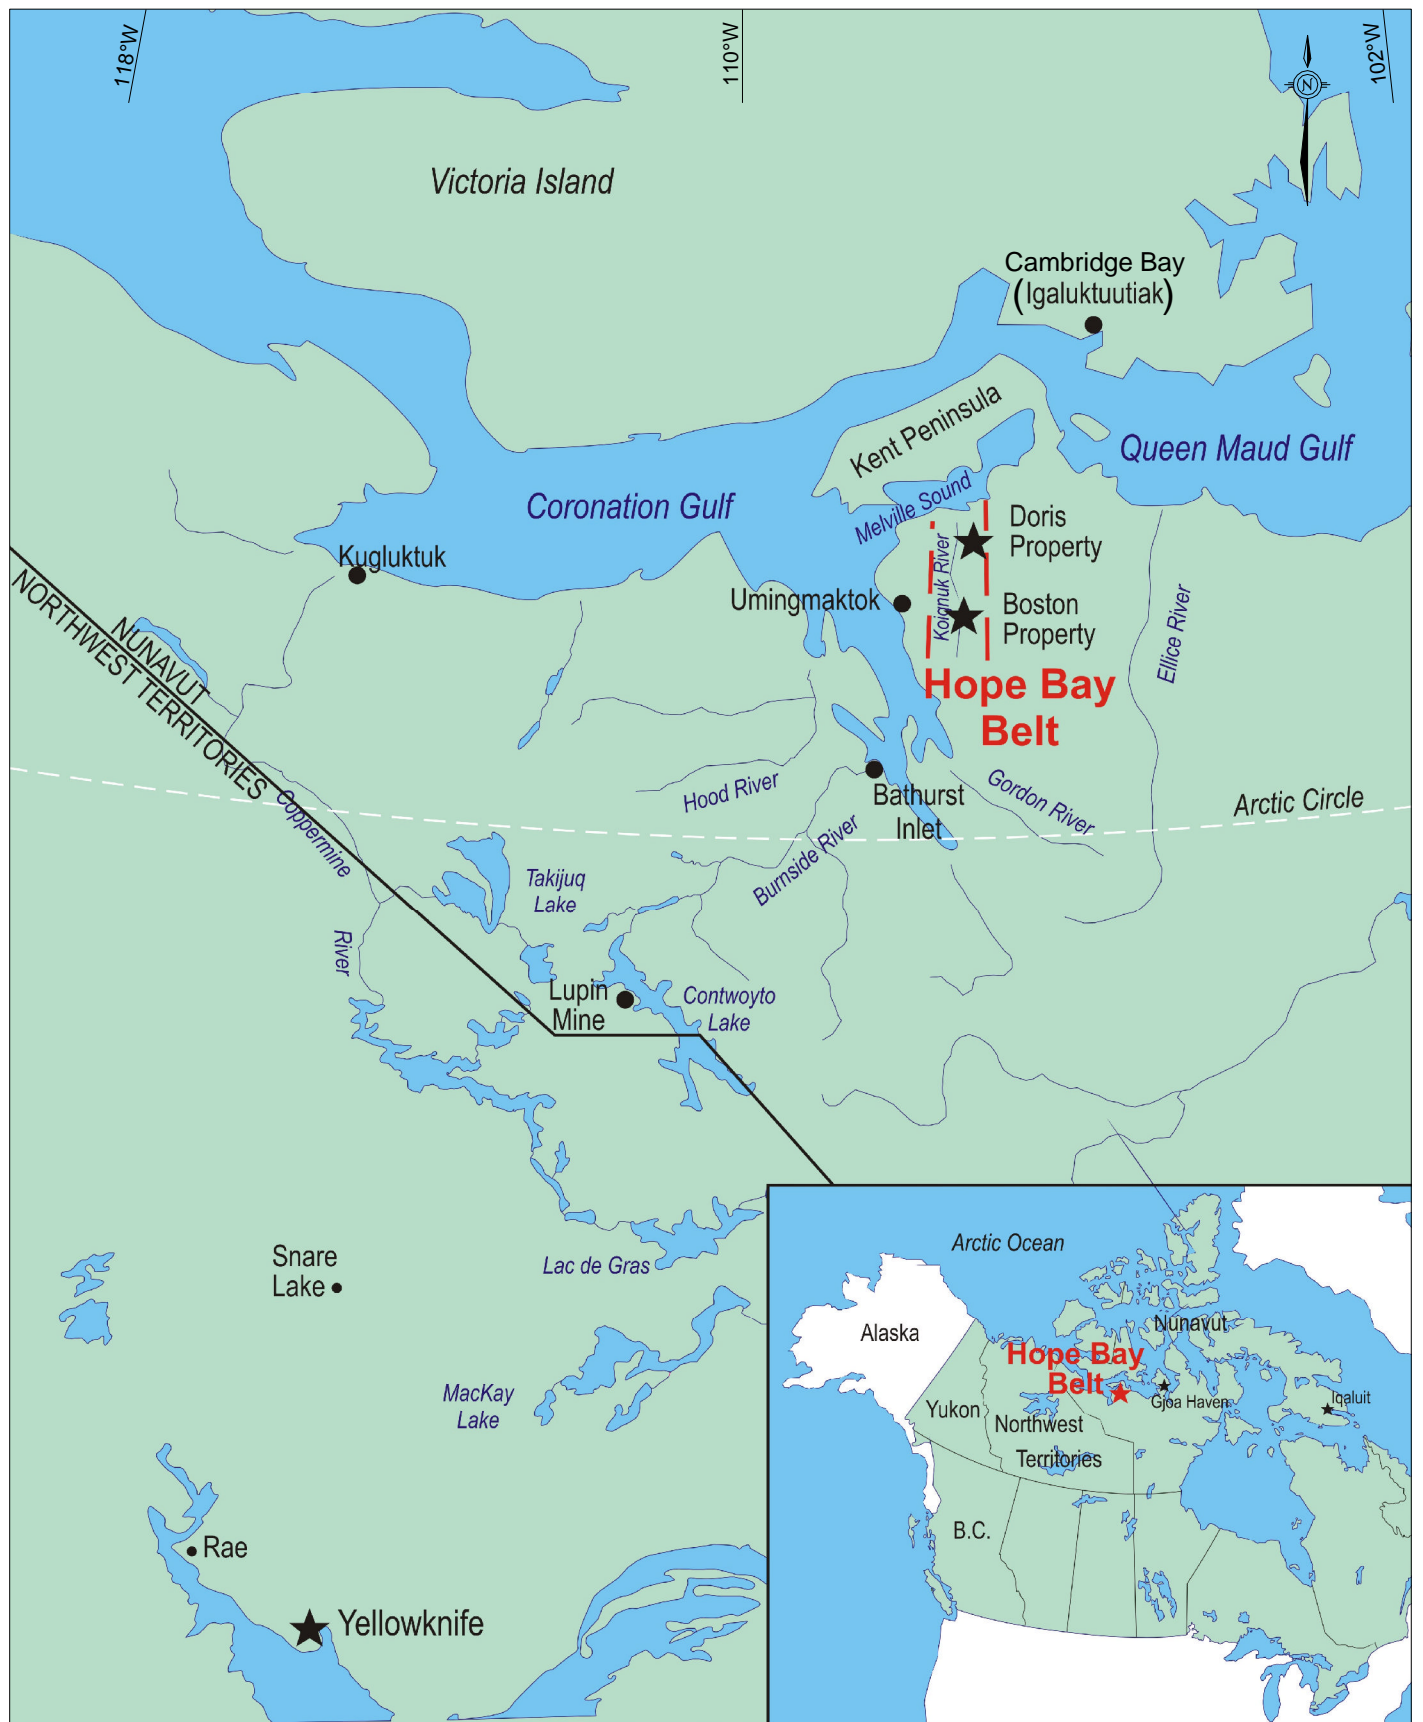 118°W
110°W
102°W
N
Victoria Island
Cambridge Bay
(Igaluktuutiak)
Kent Peninsula
Queen Maud Gulf
Coronation Gulf
Melville Sound
Doris
Property
Kugluktuk
Koignuk River
Umingmaktok
Boston
Property
Ellice River
NUNAVUT
NORTHWEST TERRITORIES
Hope Bay
Belt
Hood River
Bathurst
Inlet
Gordon River
Arctic Circle
Coppermine
River
Burnside River
Takijuq
Lake
Lupin
Mine
Contwoyto
Lake
Snare
Lake
Lac de Gras
MacKay
Lake
Rae
Yellowknife
Arctic Ocean
Alaska
Nunavut
Hope Bay
Belt
Gjoa Haven
Iqaluit
Yukon
Northwest
Territories
B.C.